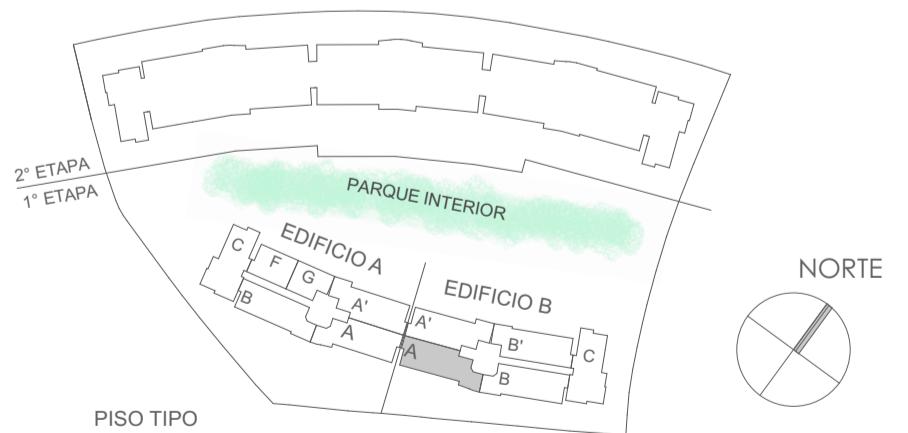 2° ETAPA
1° ETAPA
PARQUE INTERIOR
NORTE
EDIFICIO A
C
F
G
B
A'
A
EDIFICIO B
A'
B'
C
A
B
PISO TIPO